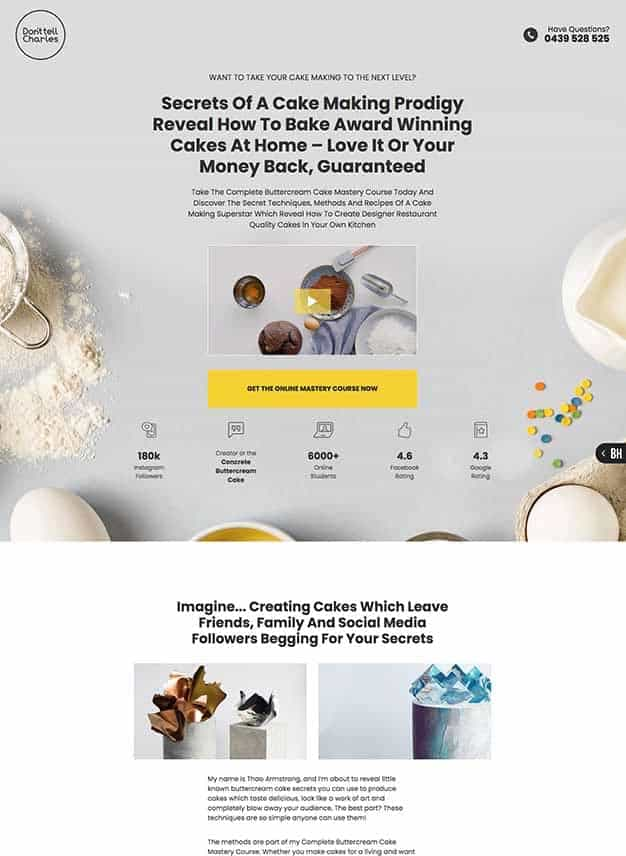 Dorittell
Charles
Have Questions?
0439 528 525
WANT TO TAKE YOUR CAKE MAKING TO THE NEXT LEVEL?
Secrets Of A Cake Making Prodigy
Reveal How To Bake Award Winning
Cakes At Home – Love It Or Your
Money Back, Guaranteed
Take The Complete Buttercream Cake Mastery Course Today And
Discover The Secret Techniques, Methods And Recipes Of A Cake
Making Superstar Which Reveal How To Create Designer Restaurant
Quality Cakes In Your Own Kitchen
GET THE ONLINE MASTERY COURSE NOW
180k
Instagram
Followers
Creator or the
Concrete
Buttercream
Cake
6000+
Online
Students
4.6
Facebook
Rating
4.3
Google
Rating
BH
Imagine... Creating Cakes Which Leave
Friends, Family And Social Media
Followers Begging For Your Secrets
My name is Thao Armstrong, and I'm about to reveal little
known buttercream cake secrets you can use to produce
cakes which taste delicious, look like a work of art and
completely blow away your audience. The best part? These
techniques are so simple anyone can use them!
The methods are part of my Complete Buttercream Cake
Mastery Course. Whether you make cakes for a living and want